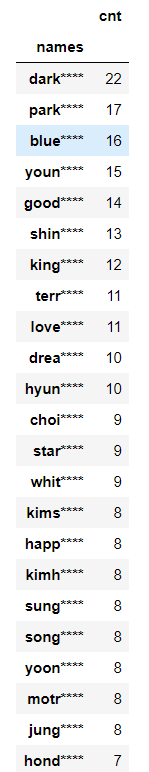 cnt
names
dark**** 22
park**** 17
blue**** 16
youn**** 15
good**** 14
shin**** 13
king**** 12
terr**** 11
love**** 11
drea**** 10
hyun**** 10
choi**** 9
star**** 9
whit**** 9
kims**** 8
happ**** 8
kimh**** 8
sung**** 8
song**** 8
yoon**** 8
motr**** 8
jung**** 8
hond**** 7